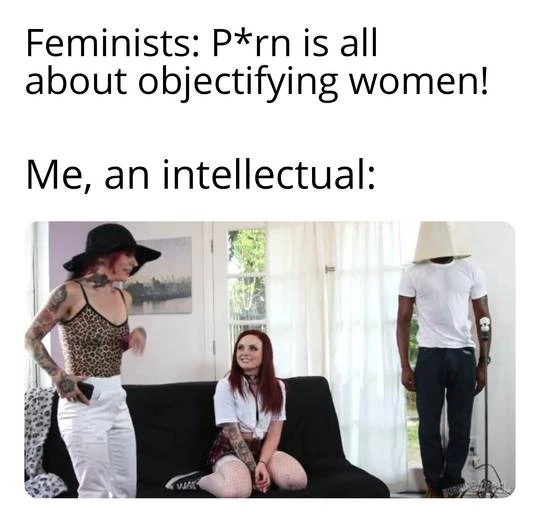 Feminists: P*rn is all
about objectifying women!
Me, an intellectual: